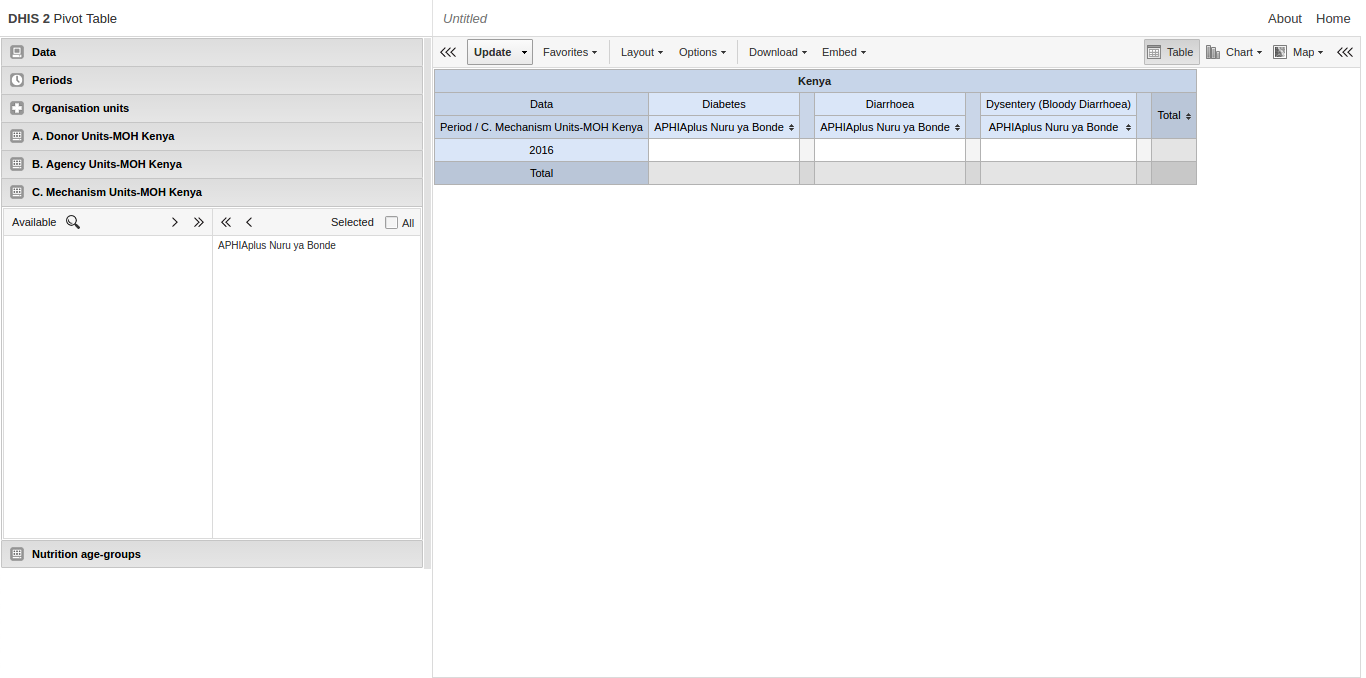 DHIS 2 Pivot Table
Untitled
About Home
Data
Periods
Organisation units
A. Donor Units-MOH Kenya
B. Agency Units-MOH Kenya
C. Mechanism Units-MOH Kenya
Available
Selected All
APHIAplus Nuru ya Bonde
Nutrition age-groups
Update Favorites Layout Options Download Embed Table Chart Map
Kenya
Data Diabetes Diarrhoea Dysentery (Bloody Diarrhoea) Total
Period / C. Mechanism Units-MOH Kenya APHIAplus Nuru ya Bonde APHIAplus Nuru ya Bonde APHIAplus Nuru ya Bonde
2016
Total